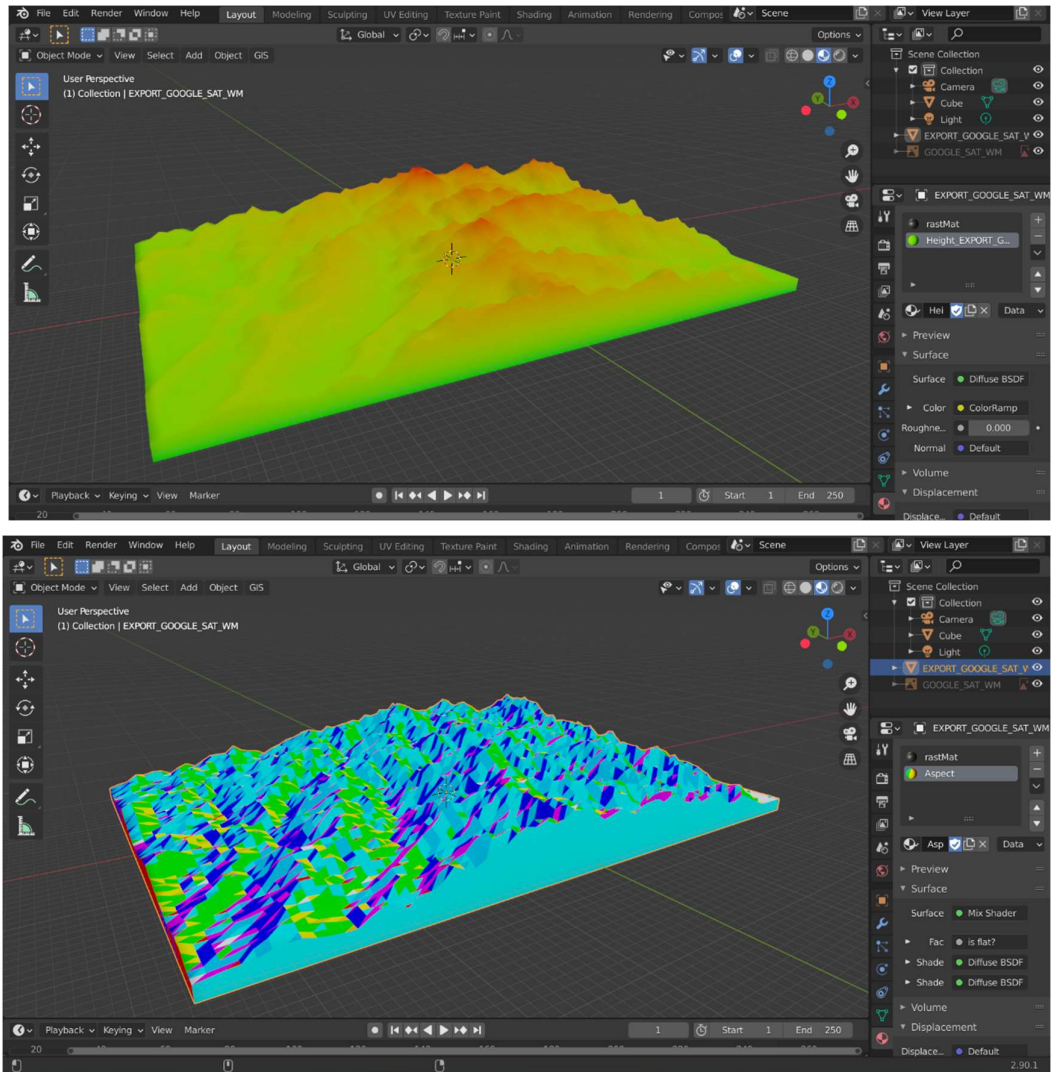 File Edit Render Window Help Layout Modeling Sculpting UV Editing Texture Paint Shading Animation Rendering Compos Scene View Layer
Global Options
Object Mode View Select Add Object GIS
Scene Collection
User Perspective
Collection
(1) Collection | EXPORT_GOOGLE_SAT_WM
Camera
Cube
Light
EXPORT_GOOGLE_SAT_W
GOOGLE_SAT_WM
EXPORT_GOOGLE_SAT_WM
rastMat
Height_EXPORT_G...
Hei Data
Preview
Surface
Surface Diffuse BSDF
Color ColorRamp
Roughne... 0.000
Normal Default
Volume
Playback Keying View Marker 1 Start 1 End 250
Displacement
Displace... Default
20
File Edit Render Window Help Layout Modeling Sculpting UV Editing Texture Paint Shading Animation Rendering Compos Scene View Layer
Global Options
Object Mode View Select Add Object GIS
Scene Collection
User Perspective
Collection
(1) Collection | EXPORT_GOOGLE_SAT_WM
Camera
Cube
Light
EXPORT_GOOGLE_SAT_W
GOOGLE_SAT_WM
EXPORT_GOOGLE_SAT_WM
rastMat
Aspect
Asp Data
Preview
Surface
Surface Mix Shader
Fac is flat?
Shade Diffuse BSDF
Shade Diffuse BSDF
Volume
Playback Keying View Marker 1 Start 1 End 250
Displacement
Displace... Default
20
2.90.1